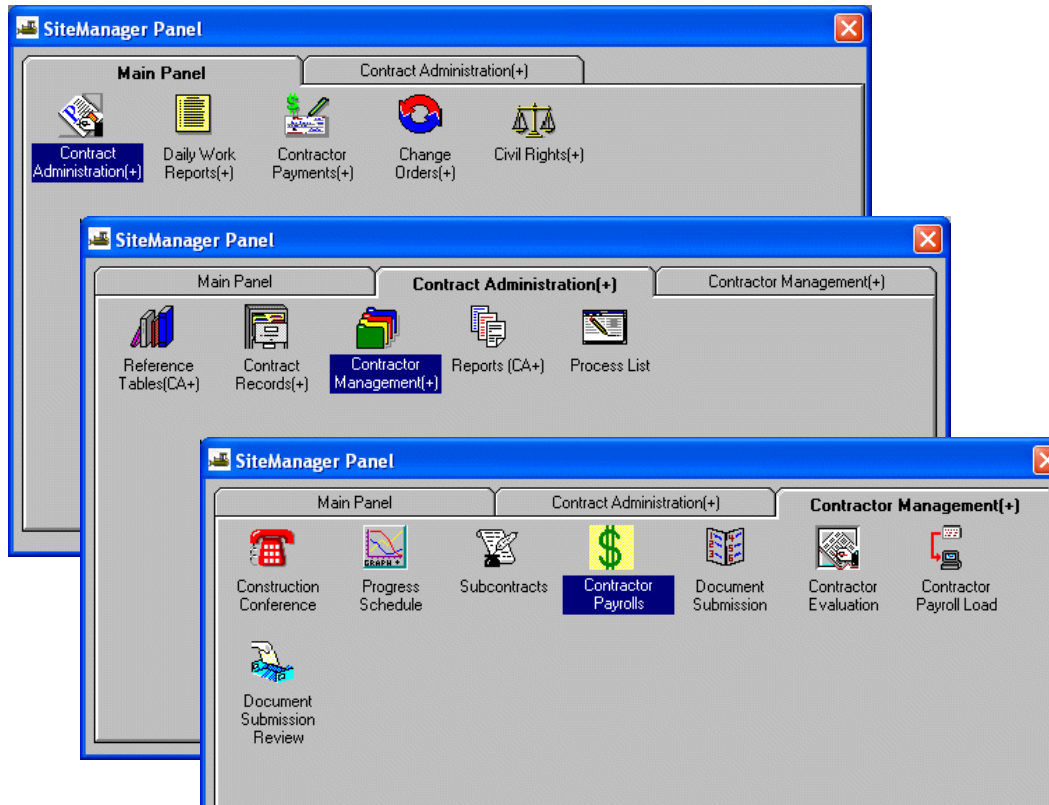 SiteManager Panel
Main Panel
Contract Administration(+)
Contract
Administration(+)
Daily Work
Reports(+)
Contractor
Payments(+)
Change
Orders(+)
Civil Rights(+)
SiteManager Panel
Main Panel
Contract Administration(+)
Contractor Management(+)
Reference
Tables(CA+)
Contract
Records(+)
Contractor
Management(+)
Reports (CA+)
Process List
SiteManager Panel
Main Panel
Contract Administration(+)
Contractor Management(+)
GRAPH +
Construction
Conference
Progress
Schedule
Subcontracts
Contractor
Payrolls
Document
Submission
Contractor
Evaluation
Contractor
Payroll Load
Document
Submission
Review